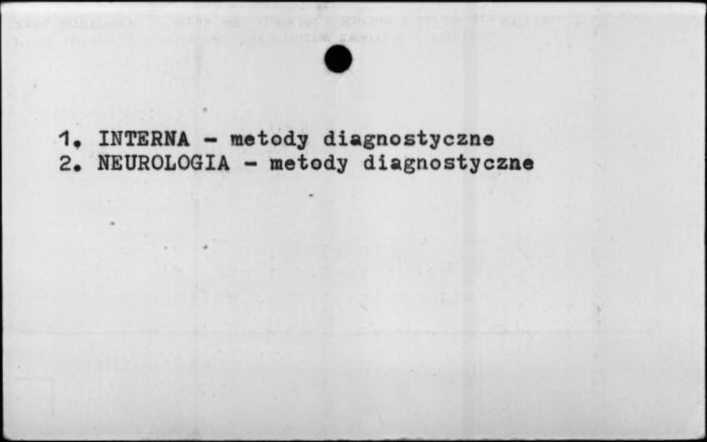 1. INTERNA - metody diagnostyczne
2. NEUROLOGIA - metody diagnostyczne